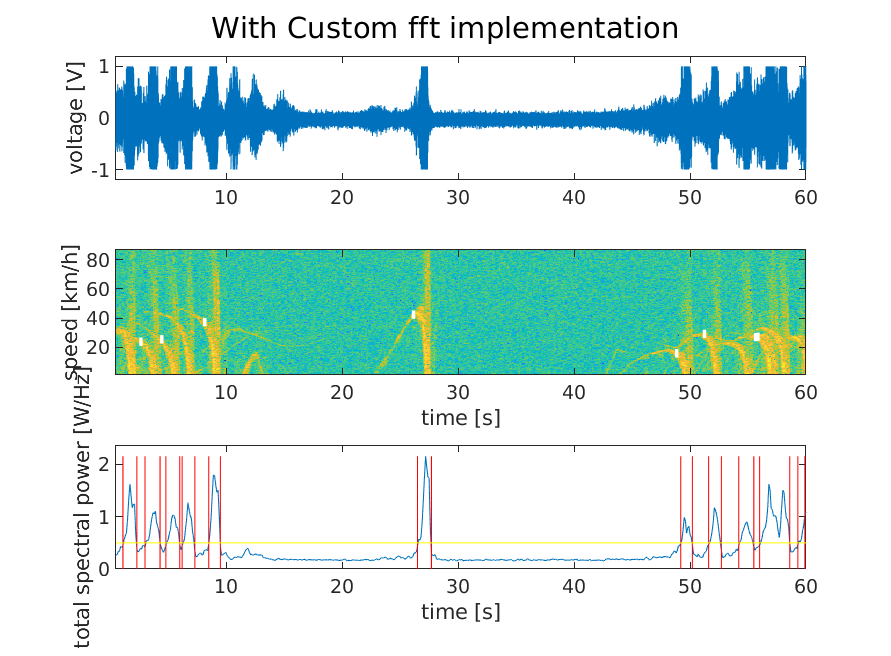 With Custom fft implementation
voltage [V]
1
0
-1
10 20 30 40 50 60
speed [km/h]
80
60
40
20
10 20 30 40 50 60
time [s]
total spectral power [W/Hz]
2
1
0
10 20 30 40 50 60
time [s]